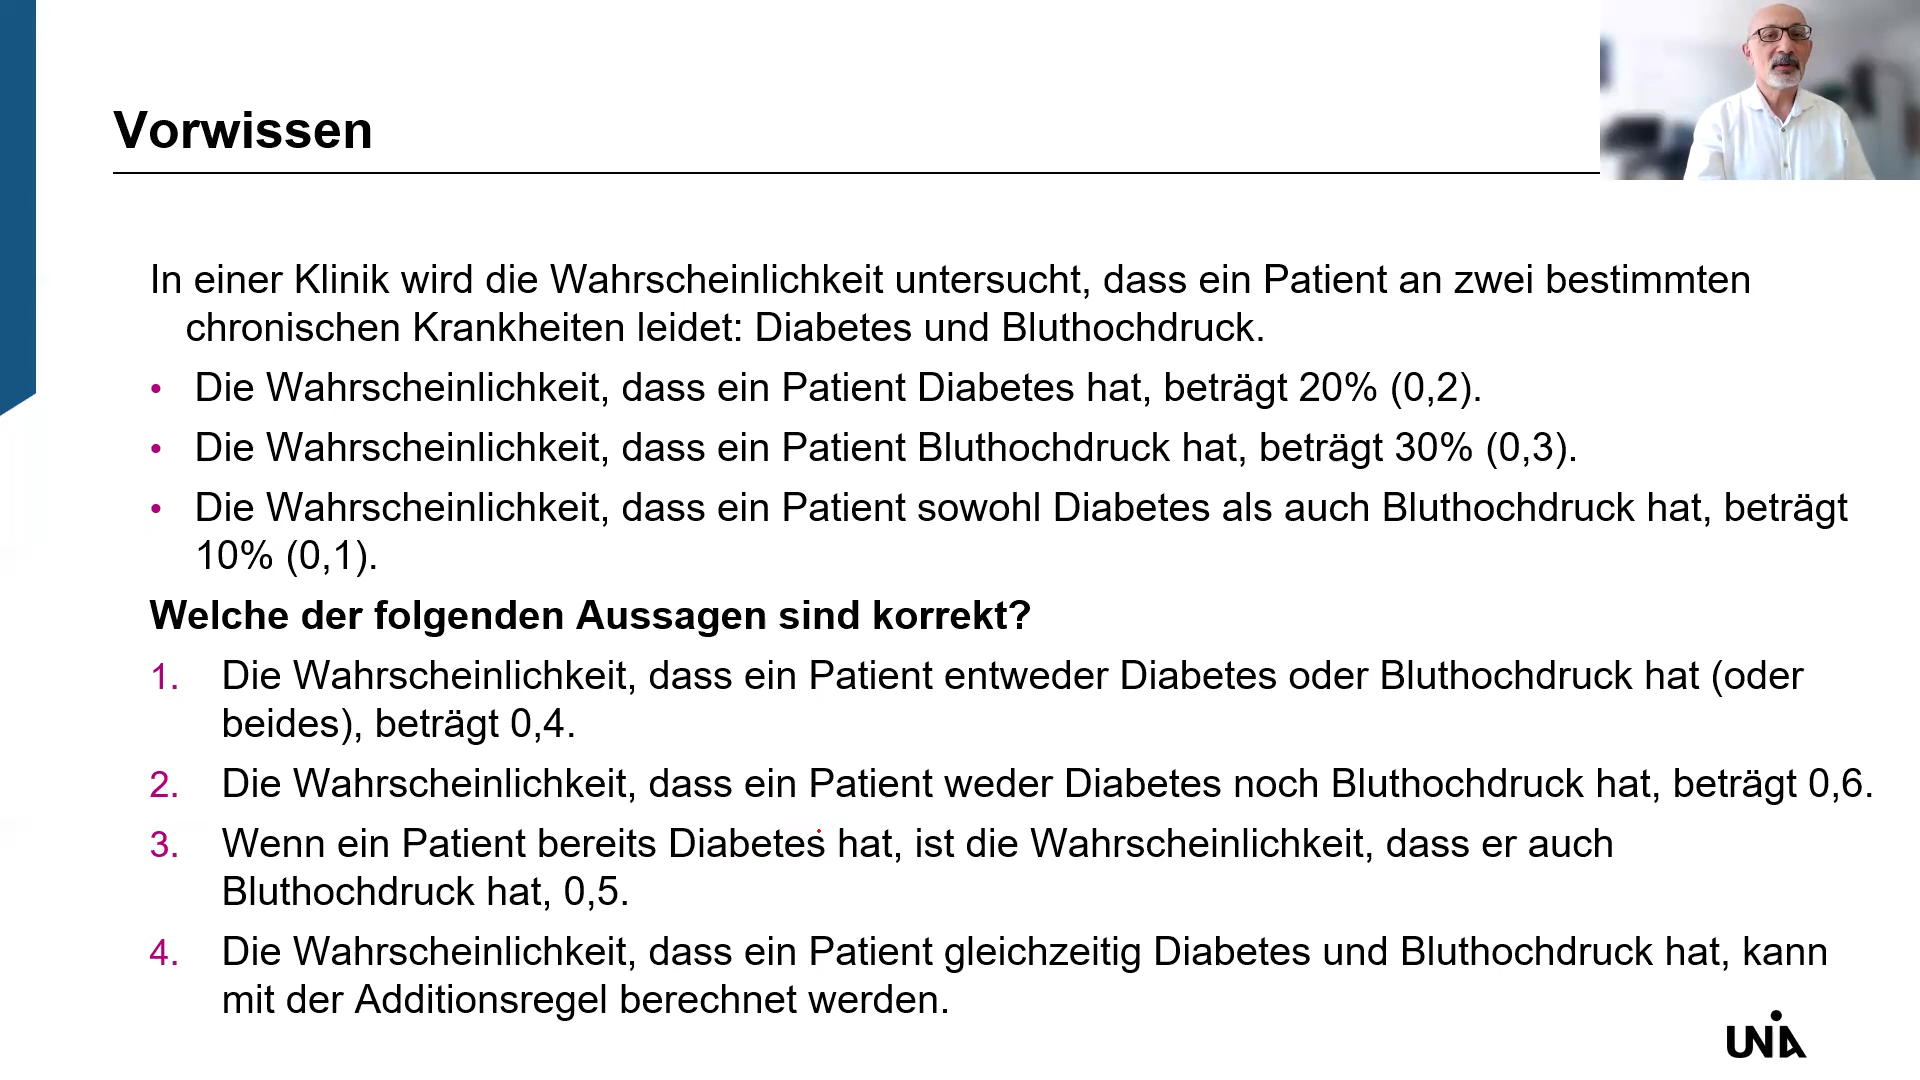 Vorwissen
In einer Klinik wird die Wahrscheinlichkeit untersucht, dass ein Patient an zwei bestimmten
chronischen Krankheiten leidet: Diabetes und Bluthochdruck.
• Die Wahrscheinlichkeit, dass ein Patient Diabetes hat, beträgt 20% (0,2).
• Die Wahrscheinlichkeit, dass ein Patient Bluthochdruck hat, beträgt 30% (0,3).
• Die Wahrscheinlichkeit, dass ein Patient sowohl Diabetes als auch Bluthochdruck hat, beträgt
10% (0,1).
Welche der folgenden Aussagen sind korrekt?
1. Die Wahrscheinlichkeit, dass ein Patient entweder Diabetes oder Bluthochdruck hat (oder
beides), beträgt 0,4.
2. Die Wahrscheinlichkeit, dass ein Patient weder Diabetes noch Bluthochdruck hat, beträgt 0,6.
3. Wenn ein Patient bereits Diabetes hat, ist die Wahrscheinlichkeit, dass er auch
Bluthochdruck hat, 0,5.
4. Die Wahrscheinlichkeit, dass ein Patient gleichzeitig Diabetes und Bluthochdruck hat, kann
mit der Additionsregel berechnet werden.
UNIA